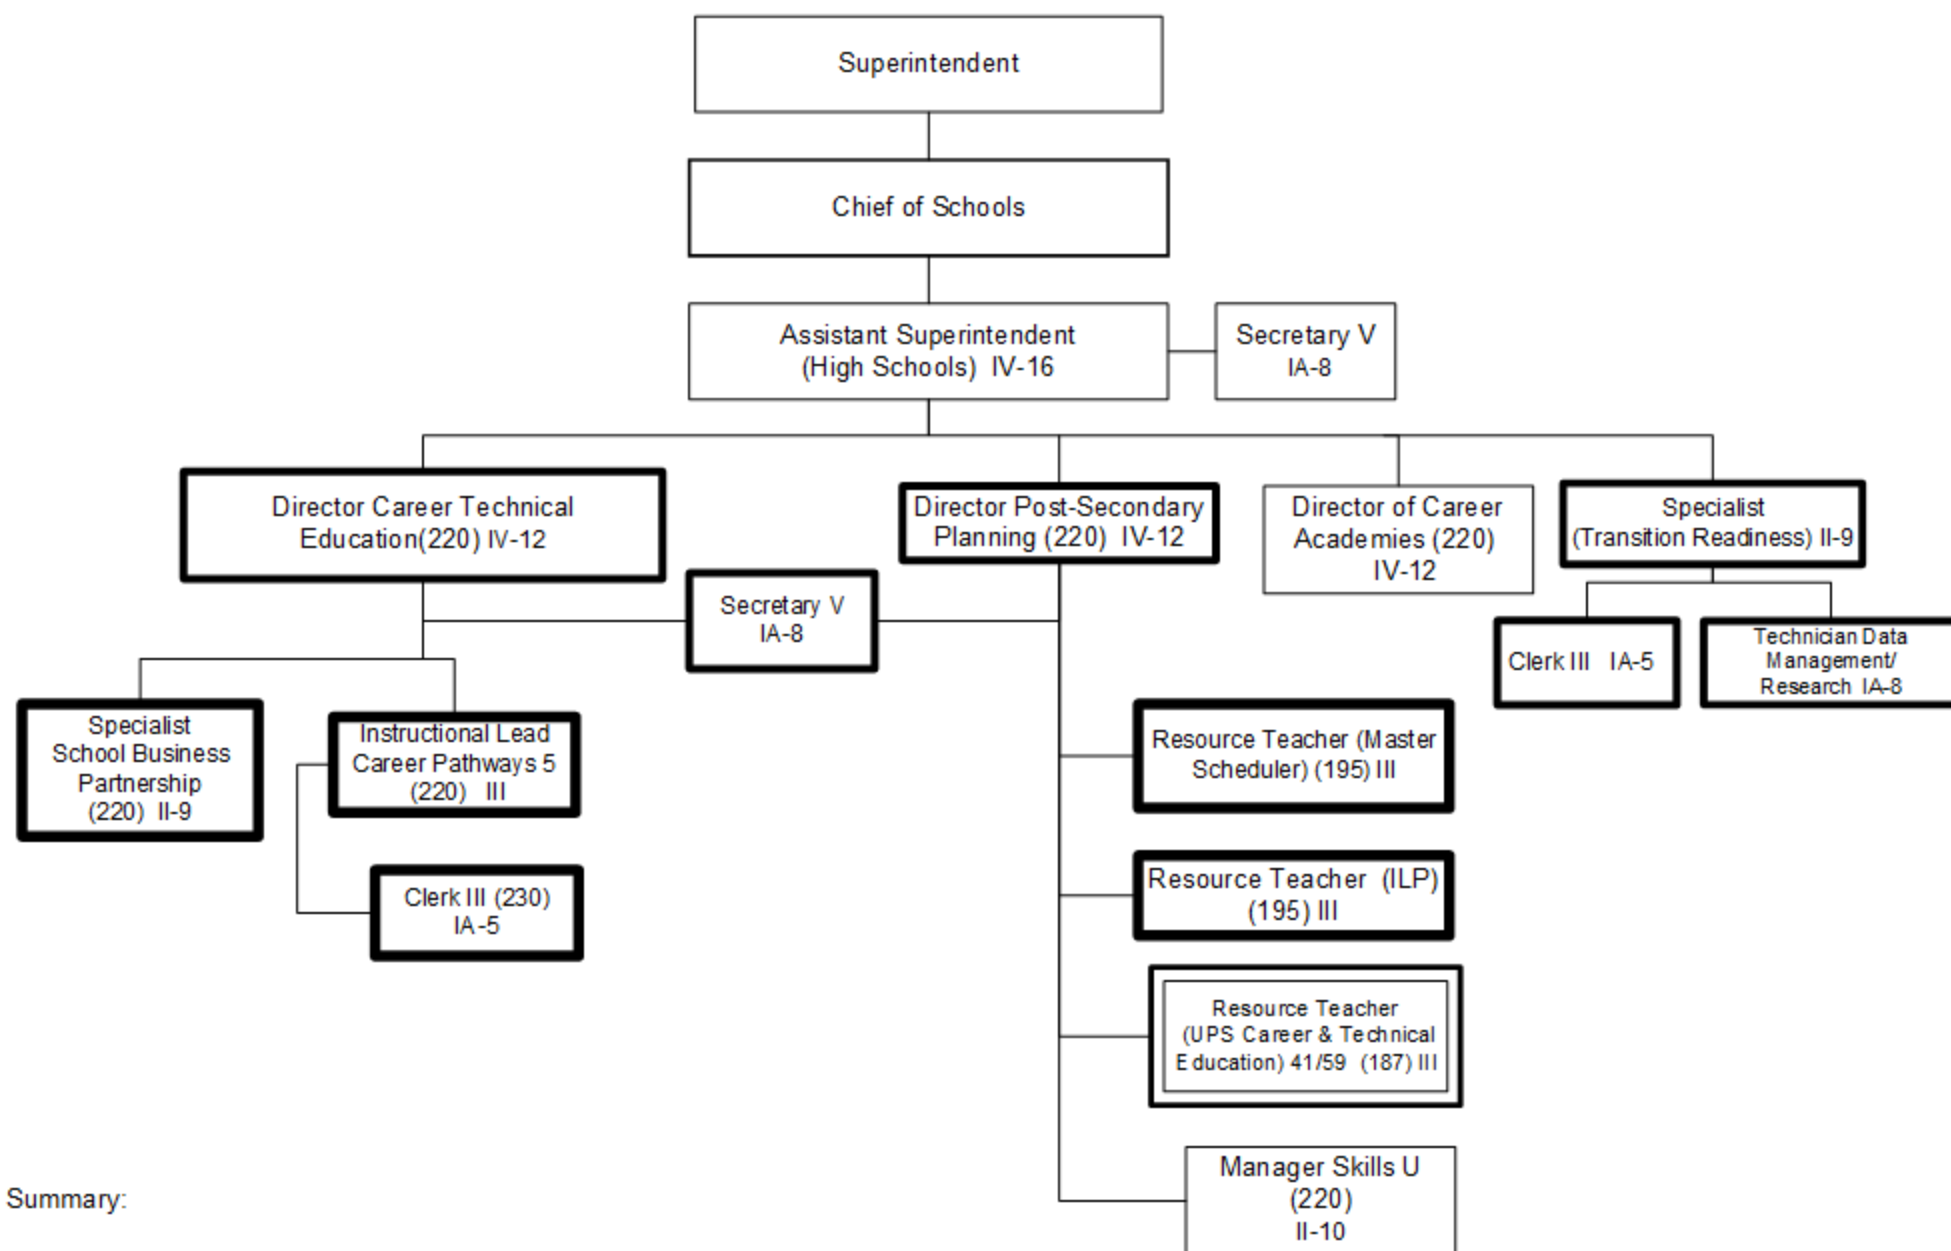 Superintendent
Chief of Schools
Assistant Superintendent
(High Schools) IV-16
Secretary V
IA-8
Director Career Technical
Education(220) IV-12
Director Post-Secondary
Planning (220) IV-12
Director of Career
Academies (220)
IV-12
Specialist
(Transition Readiness) II-9
Secretary V
IA-8
Clerk III IA-5
Technician Data
Management/
Research IA-8
Specialist
School Business
Partnership
(220) II-9
Instructional Lead
Career Pathways 5
(220) III
Clerk III (230)
IA-5
Resource Teacher (Master
Scheduler) (195) III
Resource Teacher (ILP)
(195) III
Resource Teacher
(UPS Career & Technical
Education) 41/59 (187) III
Manager Skills U
(220)
II-10
Summary: